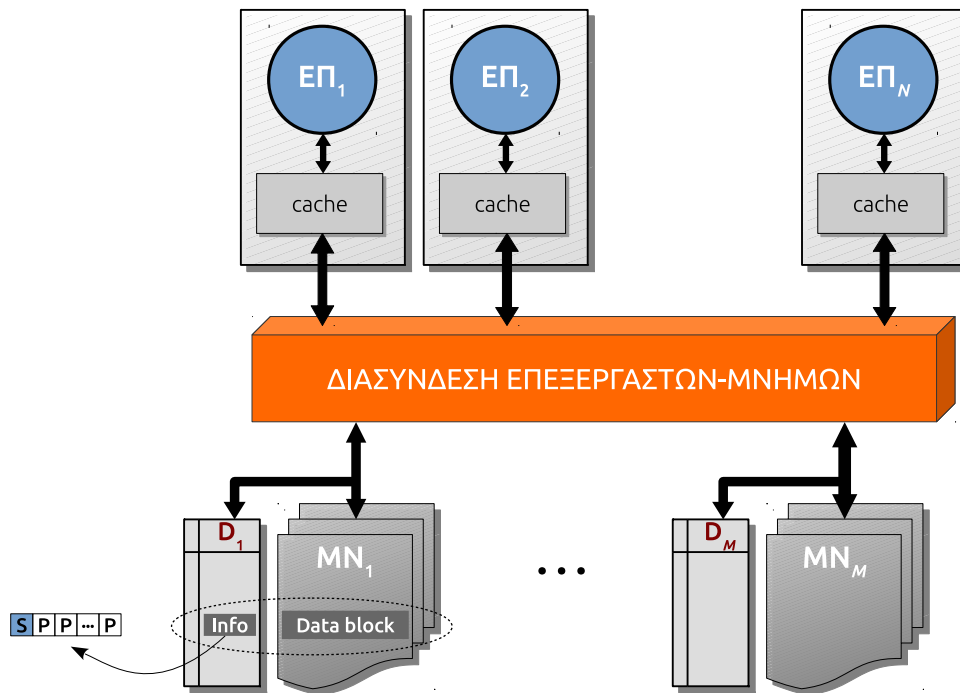 ΕΠ1 ΕΠ2 ΕΠN
cache cache cache
ΔΙΑΣΥΝΔΕΣΗ ΕΠΕΞΕΡΓΑΣΤΩΝ-ΜΝΗΜΩΝ
D1 MN1 ... DM MNM
S P P ... P Info Data block